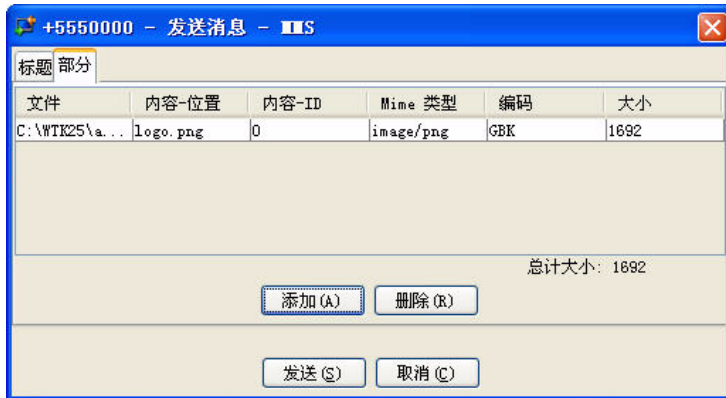 +5550000 - 发送消息 - MMS
标题 部分
文件 内容-位置 内容-ID Mime 类型 编码 大小
C:\WTK25\a... logo.png 0 image/png GBK 1692
总计大小: 1692
添加(A) 删除(R)
发送(S) 取消(C)